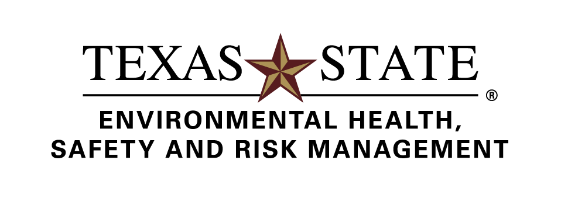 TEXAS STATE
®
ENVIRONMENTAL HEALTH,
SAFETY AND RISK MANAGEMENT